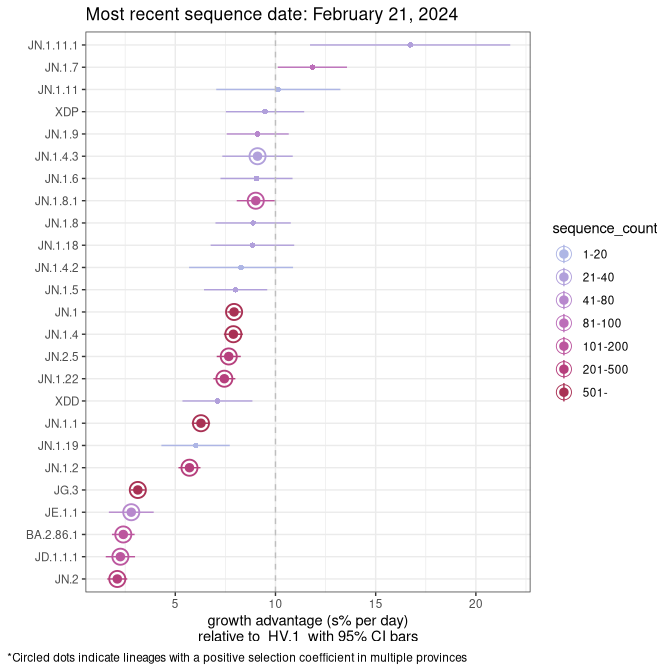 Most recent sequence date: February 21, 2024
JN.1.11.1
JN.1.7
JN.1.11
XDP
JN.1.9
JN.1.4.3
JN.1.6
JN.1.8.1
JN.1.8
JN.1.18
JN.1.4.2
JN.1.5
JN.1
JN.1.4
JN.2.5
JN.1.22
XDD
JN.1.1
JN.1.19
JN.1.2
JG.3
JE.1.1
BA.2.86.1
JD.1.1.1
JN.2
5 10 15 20
growth advantage (s% per day)
relative to HV.1 with 95% CI bars
sequence_count
1-20
21-40
41-80
81-100
101-200
201-500
501-
*Circled dots indicate lineages with a positive selection coefficient in multiple provinces